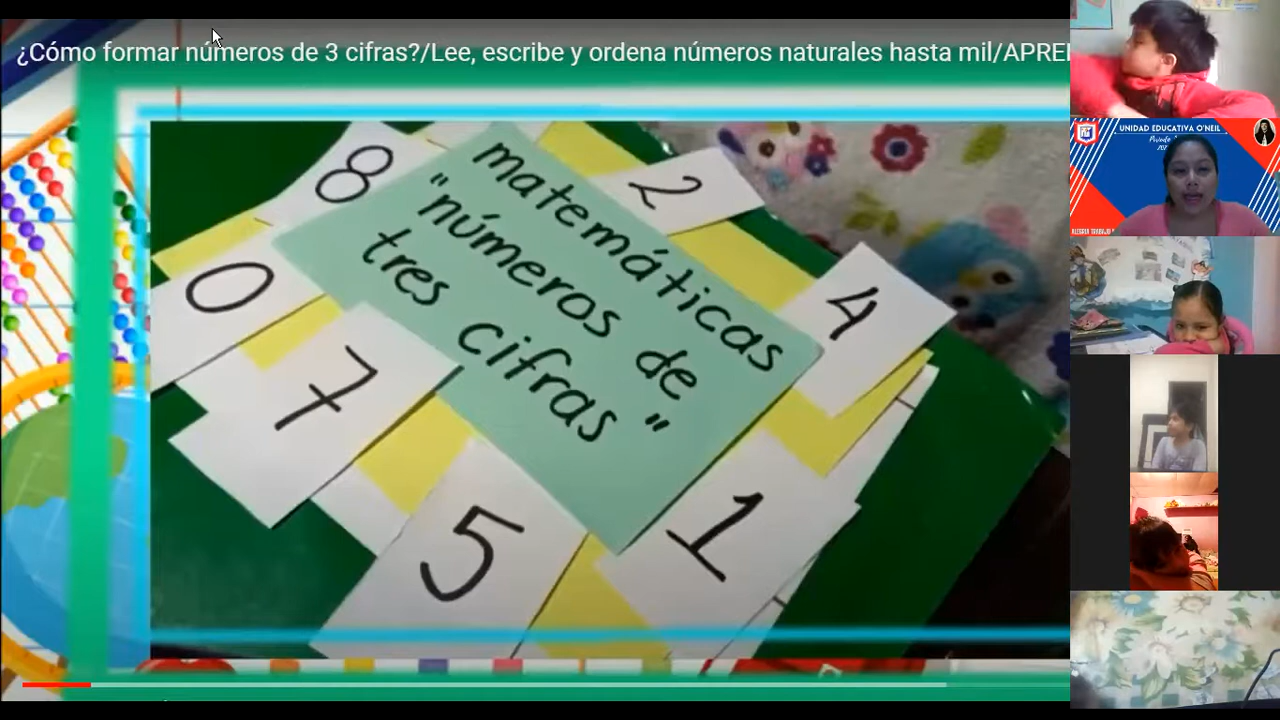 ¿Cómo formar números de 3 cifras?/Lee, escribe y ordena números naturales hasta mil/APRE
UNIDAD EDUCATIVA O'NEIL
8
2
matemáticas
"números de
tres cifras"
4
0
7
5
1